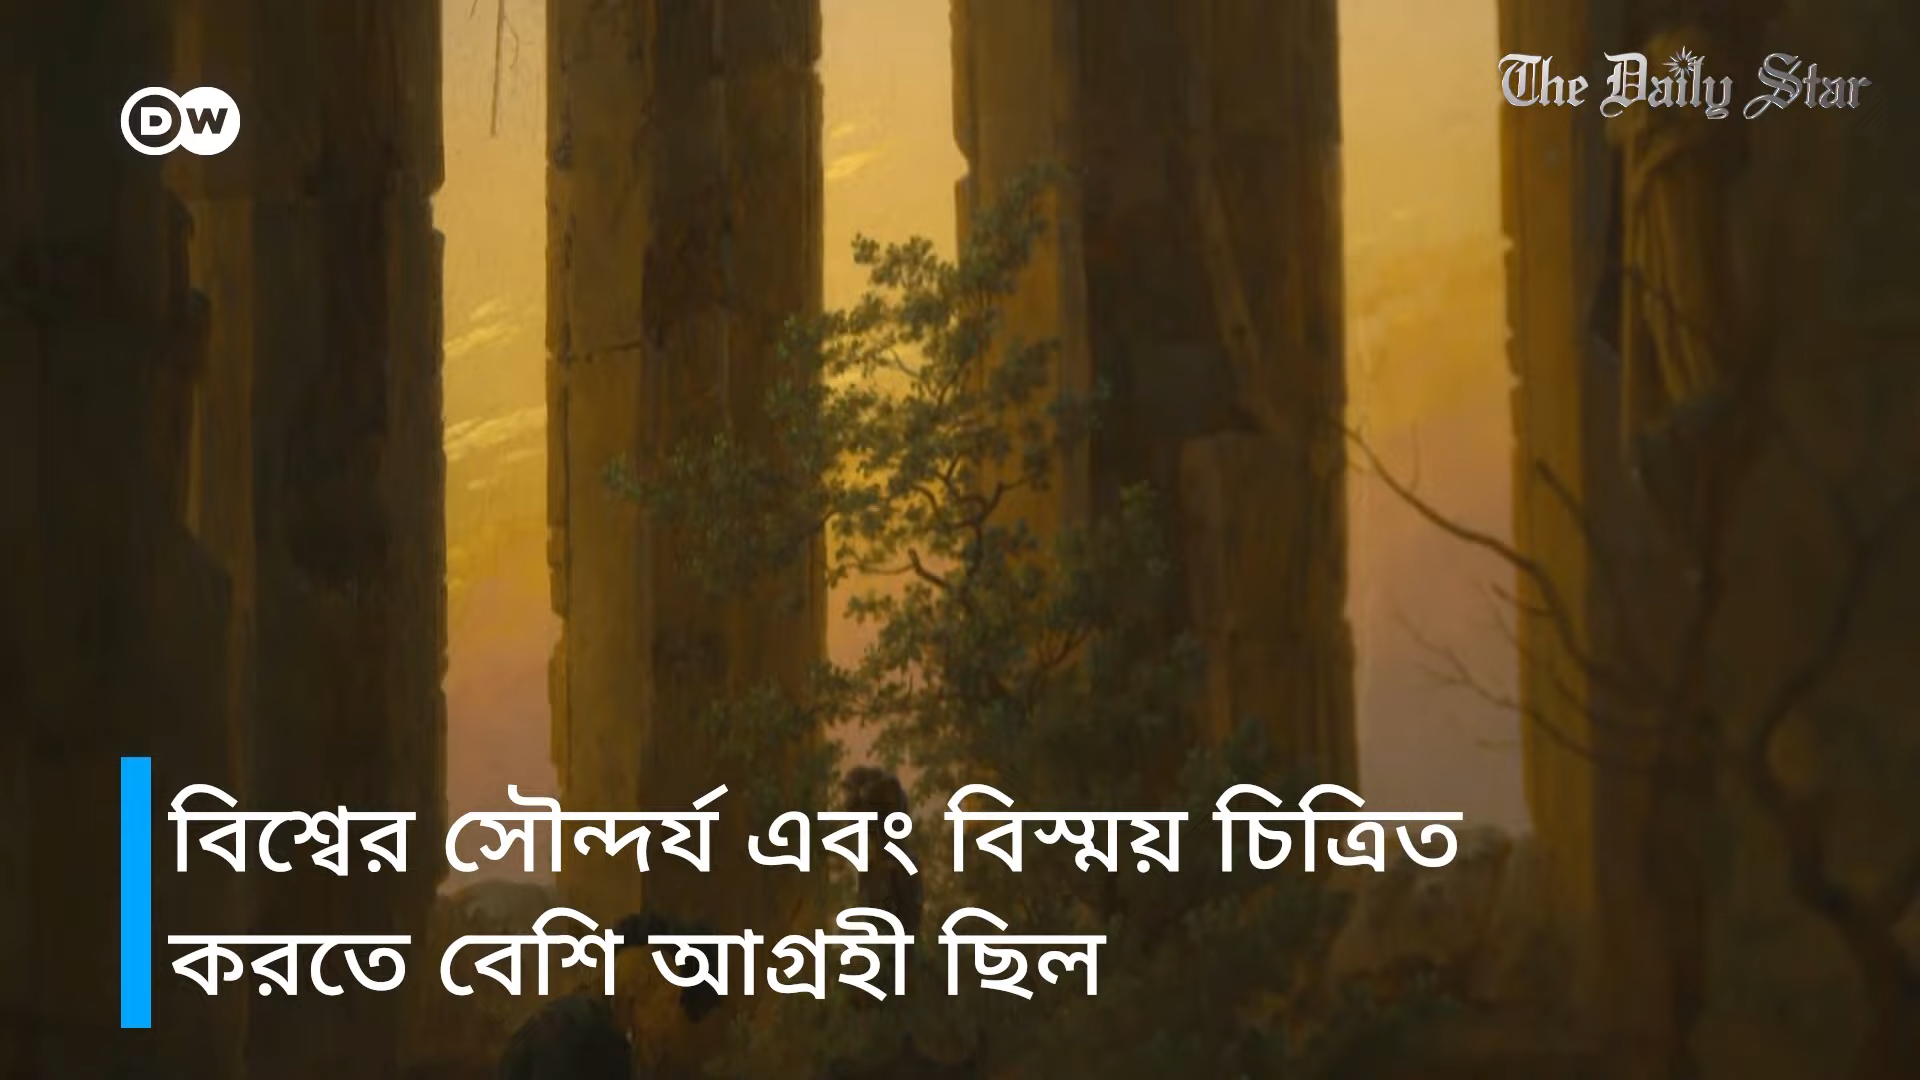 DW
The Daily Star
বিশ্বের সৌন্দর্য এবং বিস্ময় চিত্রিত
করতে বেশি আগ্রহী ছিল